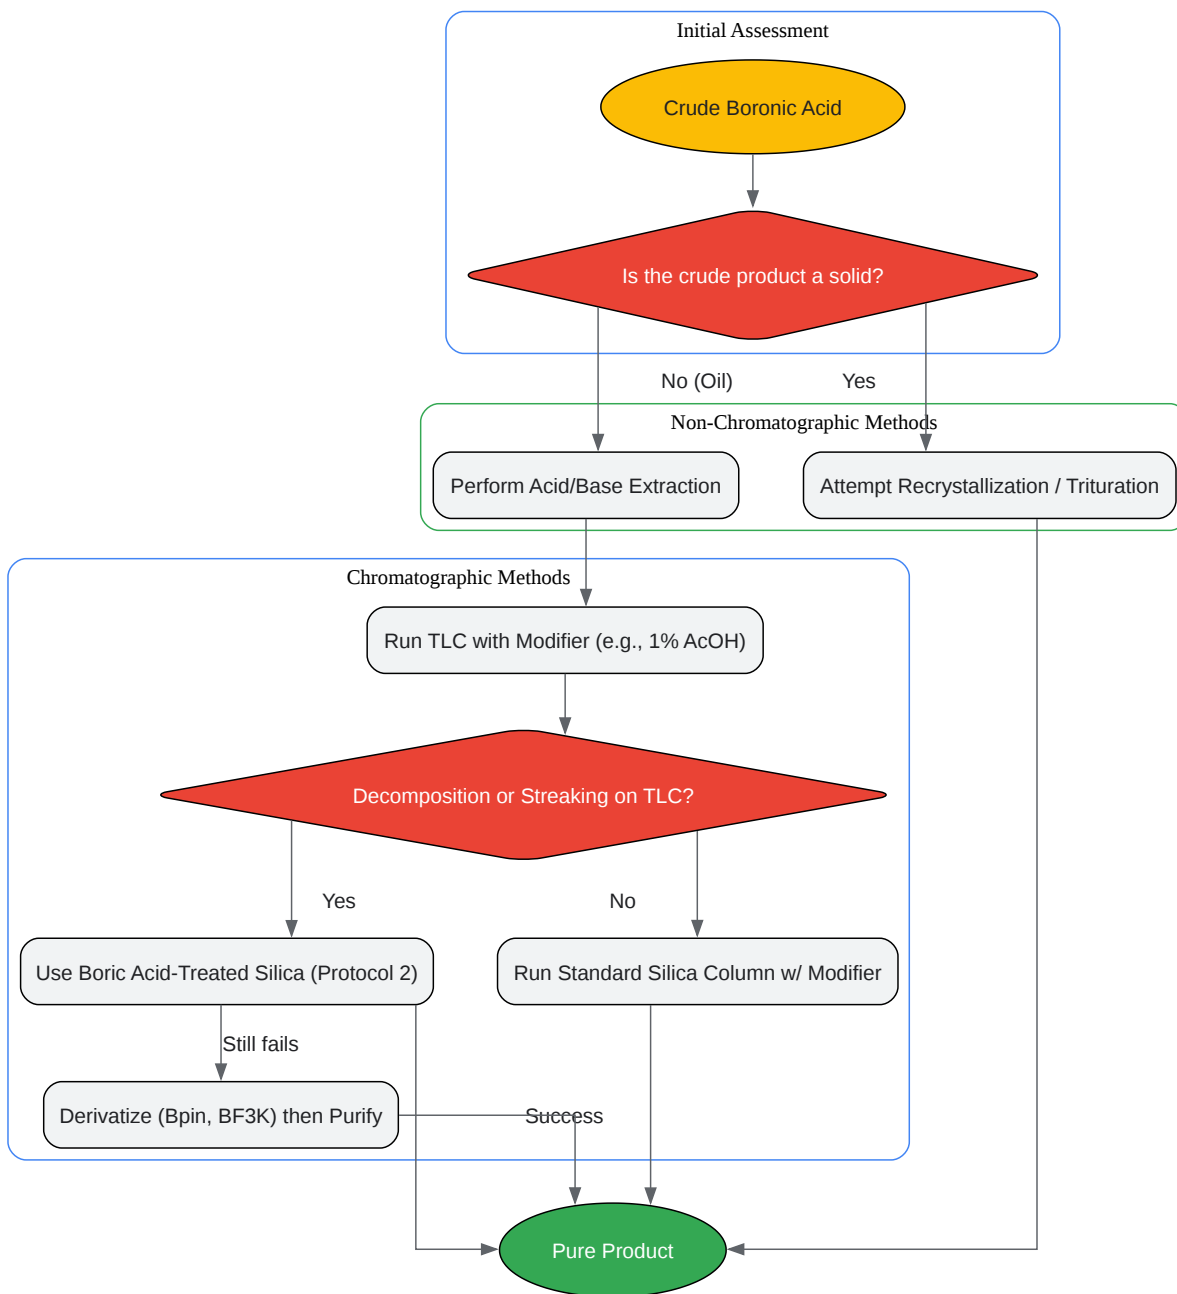 Initial Assessment
Crude Boronic Acid
Is the crude product a solid?
No (Oil)
Yes
Non-Chromatographic Methods
Perform Acid/Base Extraction
Attempt Recrystallization / Trituration
Chromatographic Methods
Run TLC with Modifier (e.g., 1% AcOH)
Decomposition or Streaking on TLC?
Yes
No
Use Boric Acid-Treated Silica (Protocol 2)
Run Standard Silica Column w/ Modifier
Still fails
Derivatize (Bpin, BF3K) then Purify
Success
Pure Product